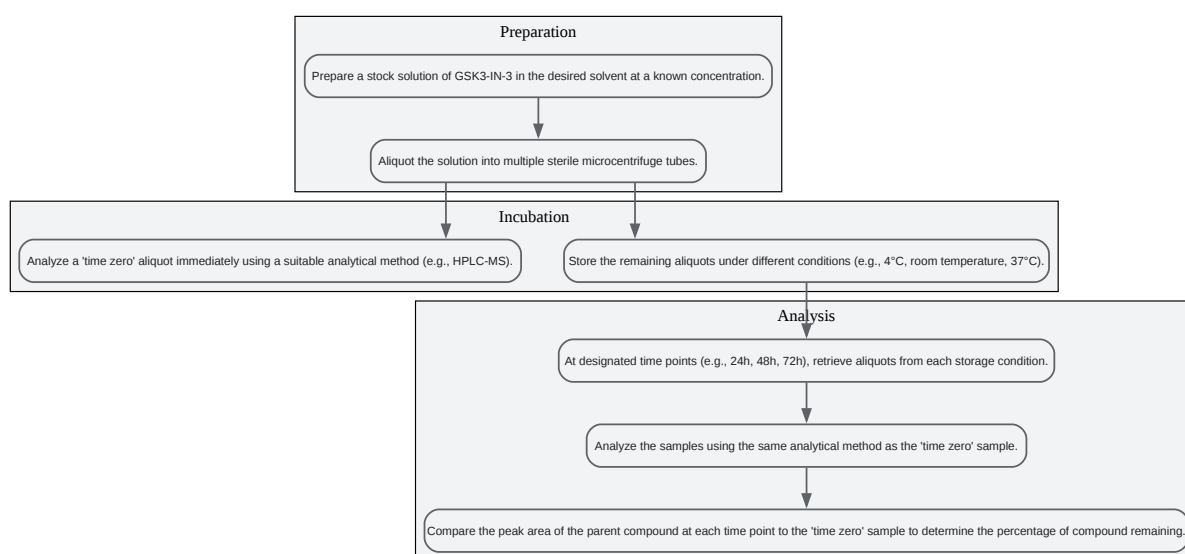 Preparation
Prepare a stock solution of GSK3-IN-3 in the desired solvent at a known concentration.
Aliquot the solution into multiple sterile microcentrifuge tubes.
Incubation
Analyze a 'time zero' aliquot immediately using a suitable analytical method (e.g., HPLC-MS).
Store the remaining aliquots under different conditions (e.g., 4°C, room temperature, 37°C).
Analysis
At designated time points (e.g., 24h, 48h, 72h), retrieve aliquots from each storage condition.
Analyze the samples using the same analytical method as the 'time zero' sample.
Compare the peak area of the parent compound at each time point to the 'time zero' sample to determine the percentage of compound remaining.